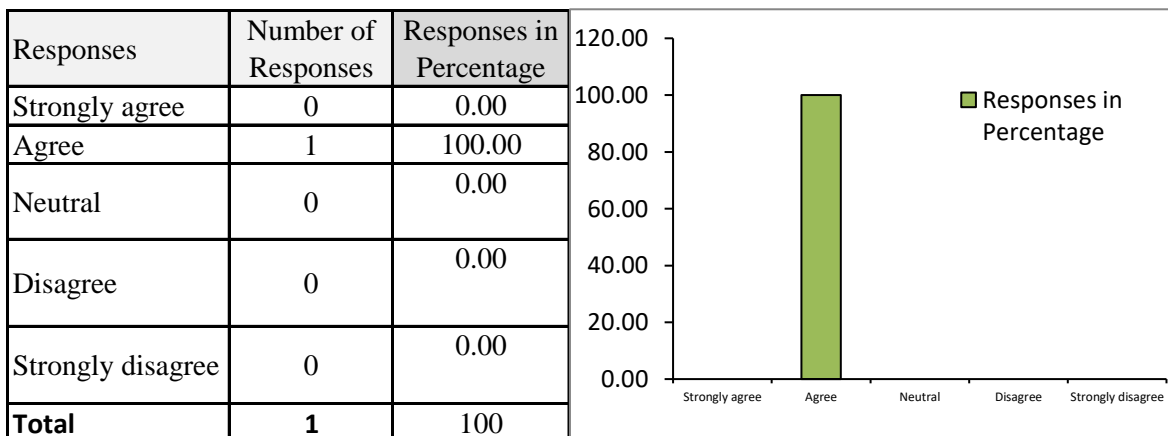 Responses Number of Responses Responses in Percentage
Strongly agree 0 0.00
Agree 1 100.00
Neutral 0 0.00
Disagree 0 0.00
Strongly disagree 0 0.00
Total 1 100
120.00
100.00
80.00
60.00
40.00
20.00
0.00
Strongly agree Agree Neutral Disagree Strongly disagree
Responses in
Percentage